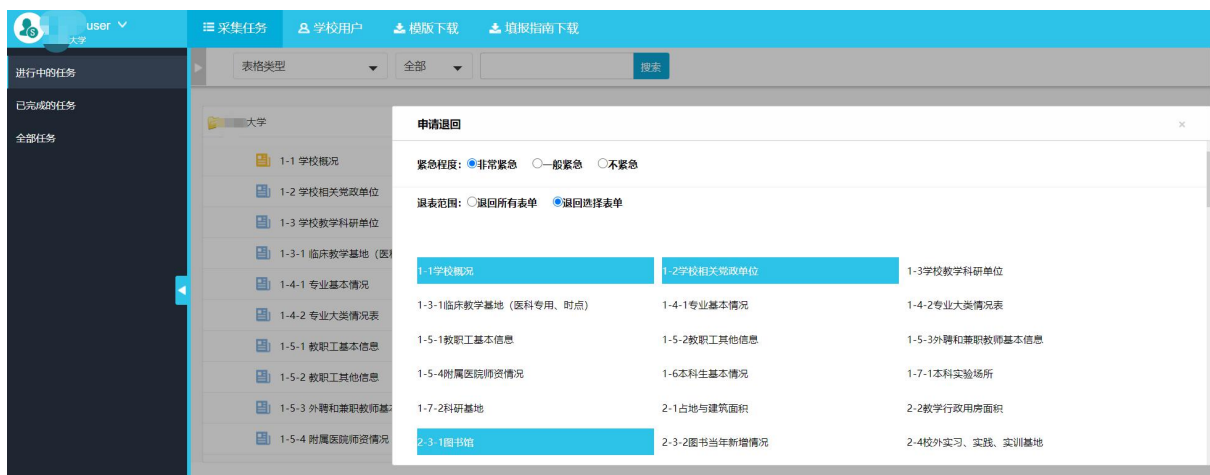 user
大学
采集任务 学校用户 模版下载 填报指南下载
进行中的任务
已完成的任务
全部任务
表格类型 全部 搜索
大学
1-1 学校概况
1-2 学校相关党政单位
1-3 学校教学科研单位
1-3-1 临床教学基地（医
1-4-1 专业基本情况
1-4-2 专业大类情况表
1-5-1 教职工基本信息
1-5-2 教职工其他信息
1-5-3 外聘和兼职教师基
1-5-4 附属医院师资情况
申请退回 ×
紧急程度: 非常紧急 一般紧急 不紧急
退表范围: 退回所有表单 退回选择表单
1-1学校概况 1-2学校相关党政单位 1-3学校教学科研单位
1-3-1临床教学基地（医科专用、时点） 1-4-1专业基本情况 1-4-2专业大类情况表
1-5-1教职工基本信息 1-5-2教职工其他信息 1-5-3外聘和兼职教师基本信息
1-5-4附属医院师资情况 1-6本科生基本情况 1-7-1本科实验场所
1-7-2科研基地 2-1占地与建筑面积 2-2教学行政用房面积
2-3-1图书馆 2-3-2图书当年新增情况 2-4校外实习、实践、实训基地